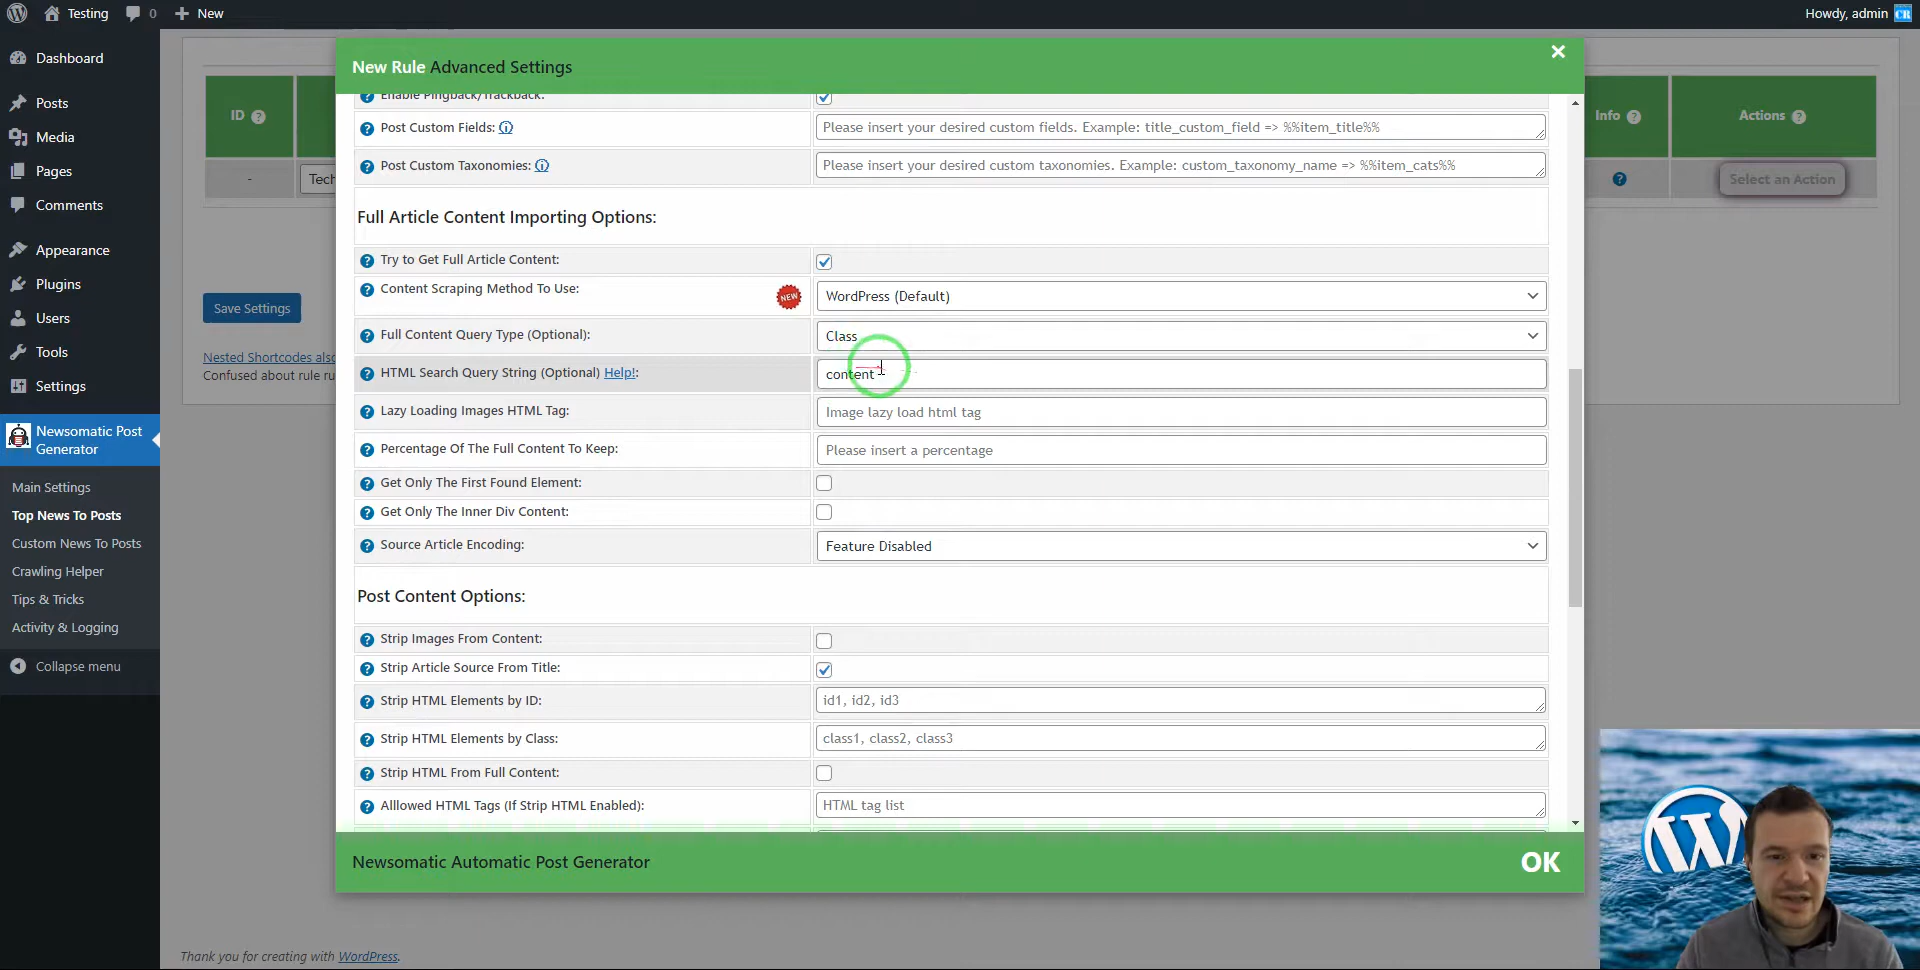 Testing
0
New
Howdy, admin
Dashboard
Posts
Media
Pages
Comments
Appearance
Plugins
Users
Tools
Settings
Newsomatic Post
Generator
Main Settings
Top News To Posts
Custom News To Posts
Crawling Helper
Tips & Tricks
Activity & Logging
Collapse menu
ID
Info
Actions
-
Tech
Select an Action
Save Settings
Nested Shortcodes also
Confused about rule ru
New Rule Advanced Settings
Enable Pingback/Trackback:
Post Custom Fields:
Please insert your desired custom fields. Example: title_custom_field => %%item_title%%
Post Custom Taxonomies:
Please insert your desired custom taxonomies. Example: custom_taxonomy_name => %%item_cats%%
Full Article Content Importing Options:
Try to Get Full Article Content:
Content Scraping Method To Use:
NEW
WordPress (Default)
Full Content Query Type (Optional):
Class
HTML Search Query String (Optional) Help!:
content
Lazy Loading Images HTML Tag:
Image lazy load html tag
Percentage Of The Full Content To Keep:
Please insert a percentage
Get Only The First Found Element:
Get Only The Inner Div Content:
Source Article Encoding:
Feature Disabled
Post Content Options:
Strip Images From Content:
Strip Article Source From Title:
Strip HTML Elements by ID:
id1, id2, id3
Strip HTML Elements by Class:
class1, class2, class3
Strip HTML From Full Content:
Alllowed HTML Tags (If Strip HTML Enabled):
HTML tag list
Newsomatic Automatic Post Generator
OK
Thank you for creating with WordPress.